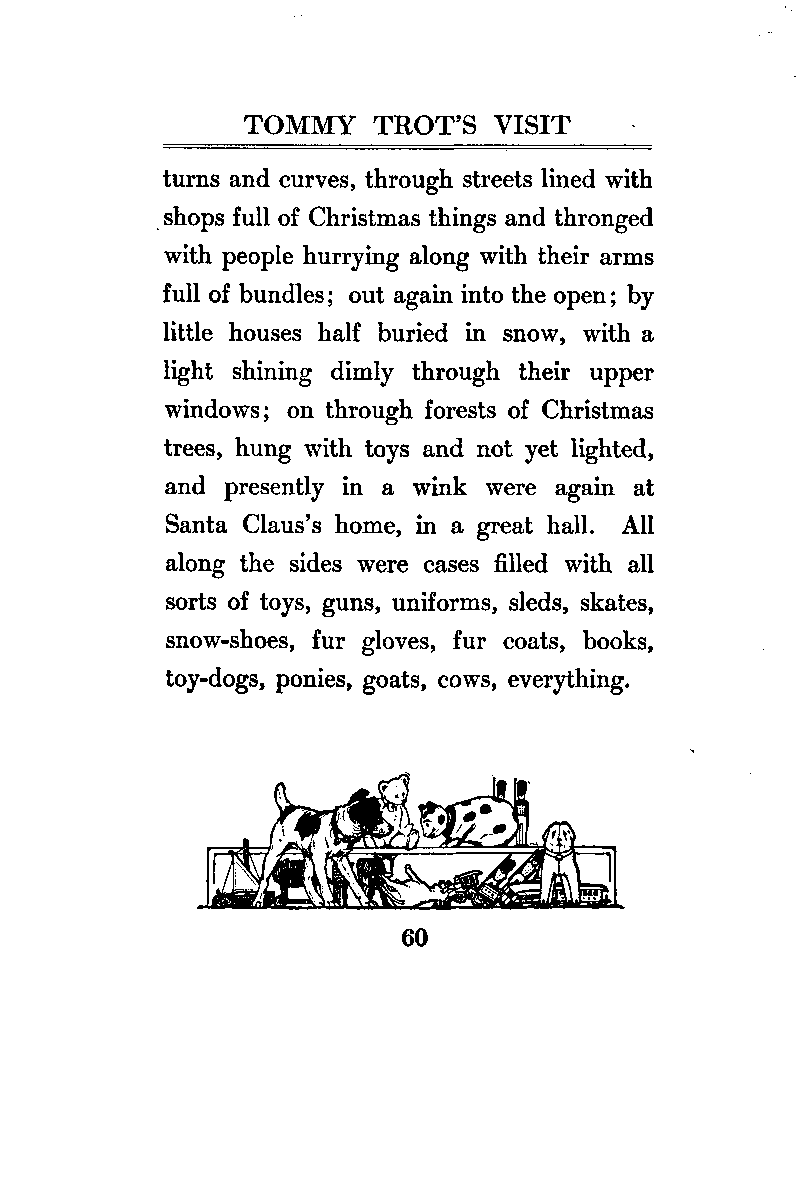 TOMMY TROT'S VISIT
turns and curves, through streets lined with
shops full of Christmas things and thronged
with people hurrying along with their arms
full of bundles; out again into the open; by
little houses half buried in snow, with a
light shining dimly through their upper
windows; on through forests of Christmas
trees, hung with toys and not yet lighted,
and presently in a wink were again at
Santa Claus's home, in a great hall. All
along the sides were cases filled with all
sorts of toys, guns, uniforms, sleds, skates,
snow-shoes, fur gloves, fur coats, books,
toy-dogs, ponies, goats, cows, everything.
60